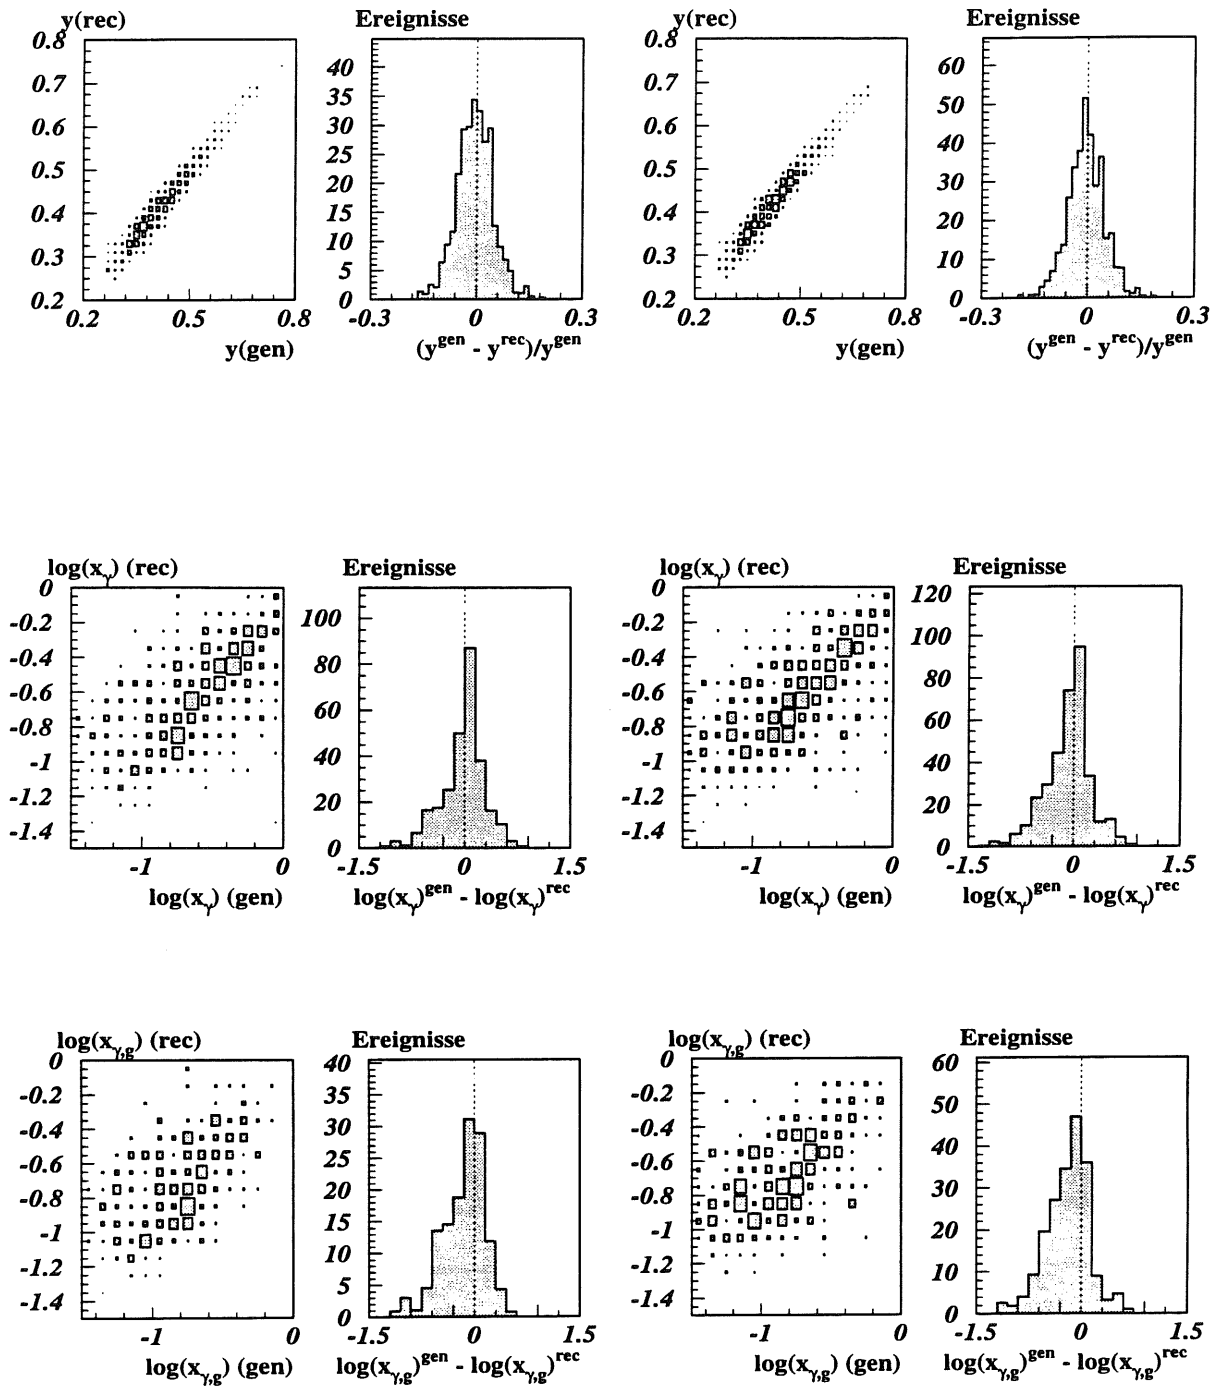 y(rec)
0.8
0.7
0.6
0.5
0.4
0.3
0.2
0.2 0.5 0.8
y(gen)
Ereignisse
40
35
30
25
20
15
10
5
0
-0.3 0 0.3
(y^gen - y^rec)/y^gen
y(rec)
0.8
0.7
0.6
0.5
0.4
0.3
0.2
0.2 0.5 0.8
y(gen)
Ereignisse
60
50
40
30
20
10
0
-0.3 0 0.3
(y^gen - y^rec)/y^gen
log(x_γ) (rec)
0
-0.2
-0.4
-0.6
-0.8
-1
-1.2
-1.4
-1 0
log(x_γ) (gen)
Ereignisse
100
80
60
40
20
0
-1.5 0 1.5
log(x_γ)^gen - log(x_γ)^rec
log(x_γ) (rec)
0
-0.2
-0.4
-0.6
-0.8
-1
-1.2
-1.4
-1 0
log(x_γ) (gen)
Ereignisse
120
100
80
60
40
20
0
-1.5 0 1.5
log(x_γ)^gen - log(x_γ)^rec
log(x_γ,g) (rec)
0
-0.2
-0.4
-0.6
-0.8
-1
-1.2
-1.4
-1 0
log(x_γ,g) (gen)
Ereignisse
40
35
30
25
20
15
10
5
0
-1.5 0 1.5
log(x_γ,g)^gen - log(x_γ,g)^rec
log(x_γ,g) (rec)
0
-0.2
-0.4
-0.6
-0.8
-1
-1.2
-1.4
-1 0
log(x_γ,g) (gen)
Ereignisse
60
50
40
30
20
10
0
-1.5 0 1.5
log(x_γ,g)^gen - log(x_γ,g)^rec